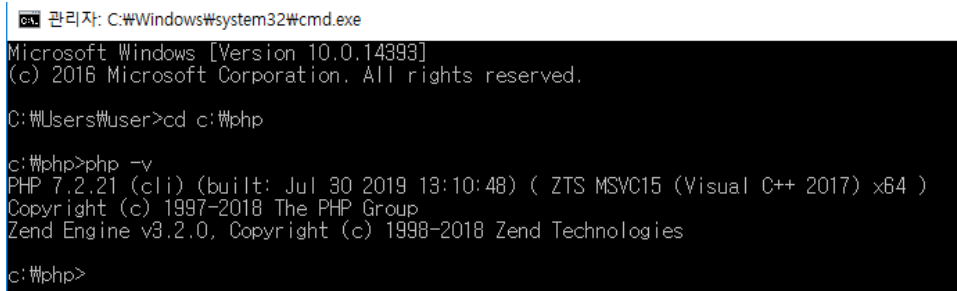 관리자: C:₩Windows₩system32₩cmd.exe
Microsoft Windows [Version 10.0.14393]
(c) 2016 Microsoft Corporation. All rights reserved.
C:₩Users₩user>cd c:₩php
c:₩php>php -v
PHP 7.2.21 (cli) (built: Jul 30 2019 13:10:48) ( ZTS MSVC15 (Visual C++ 2017) x64 )
Copyright (c) 1997-2018 The PHP Group
Zend Engine v3.2.0, Copyright (c) 1998-2018 Zend Technologies
c:₩php>